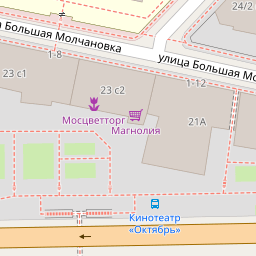 24/2
а Большая Молчановка
улица Большая Мо
1-8
23 с1
23 с2
1-12
Мосцветторг
Магнолия
21А
Кинотеатр
«Октябрь»